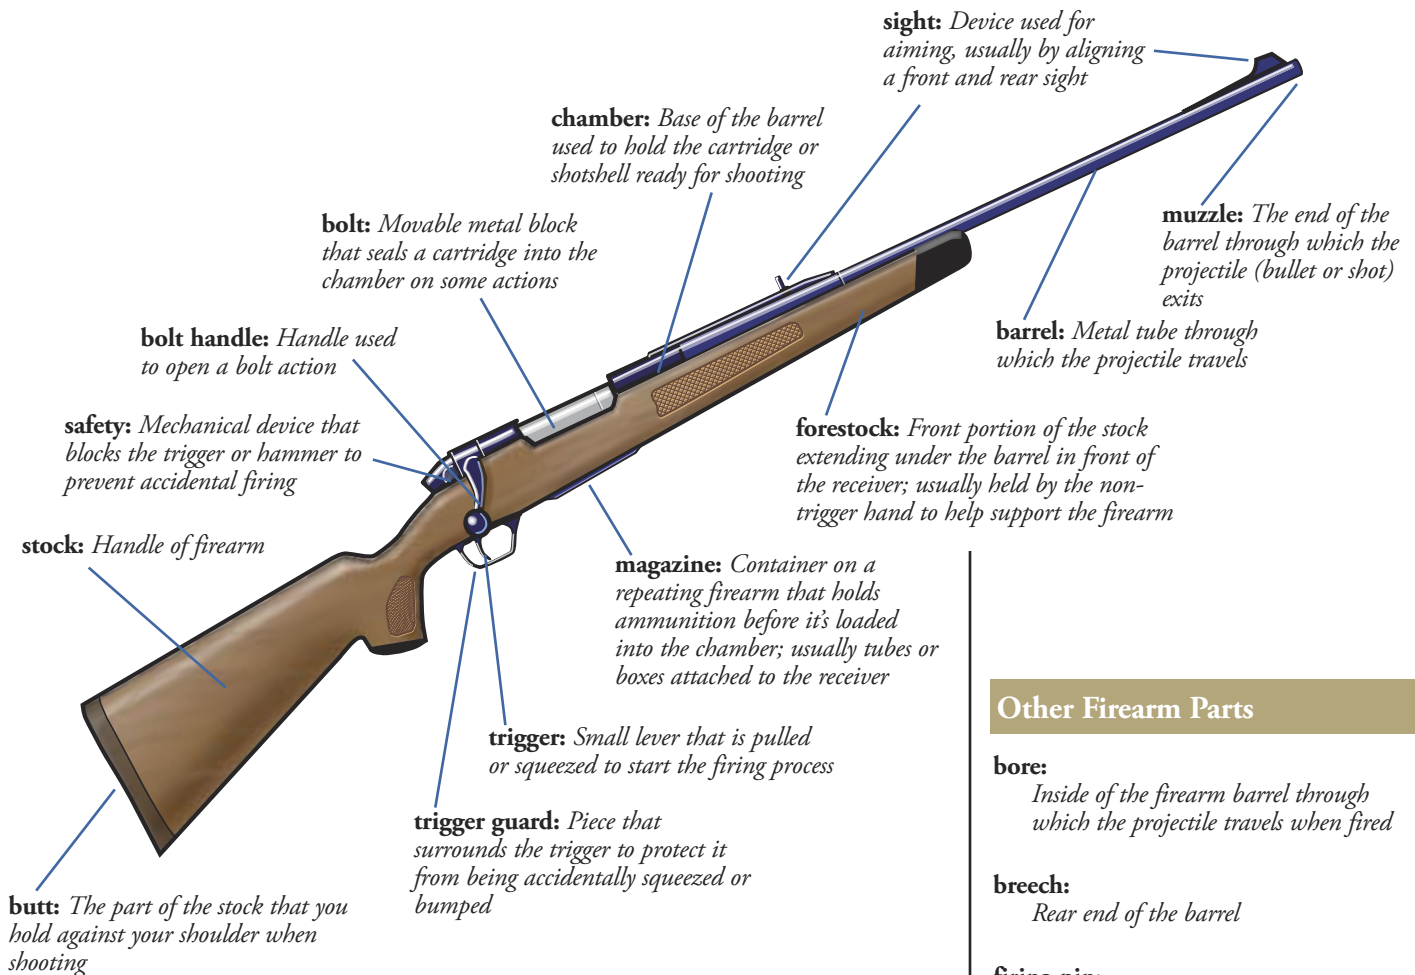 sight: Device used for
aiming, usually by aligning
a front and rear sight
chamber: Base of the barrel
used to hold the cartridge or
shotshell ready for shooting
muzzle: The end of the
barrel through which the
projectile (bullet or shot)
exits
bolt: Movable metal block
that seals a cartridge into the
chamber on some actions
barrel: Metal tube through
which the projectile travels
bolt handle: Handle used
to open a bolt action
safety: Mechanical device that
blocks the trigger or hammer to
prevent accidental firing
forestock: Front portion of the stock
extending under the barrel in front of
the receiver; usually held by the non-
trigger hand to help support the firearm
stock: Handle of firearm
magazine: Container on a
repeating firearm that holds
ammunition before it's loaded
into the chamber; usually tubes or
boxes attached to the receiver
trigger: Small lever that is pulled
or squeezed to start the firing process
trigger guard: Piece that
surrounds the trigger to protect it
from being accidentally squeezed or
bumped
butt: The part of the stock that you
hold against your shoulder when
shooting
Other Firearm Parts
bore:
Inside of the firearm barrel through
which the projectile travels when fired
breech:
Rear end of the barrel
firing pin: